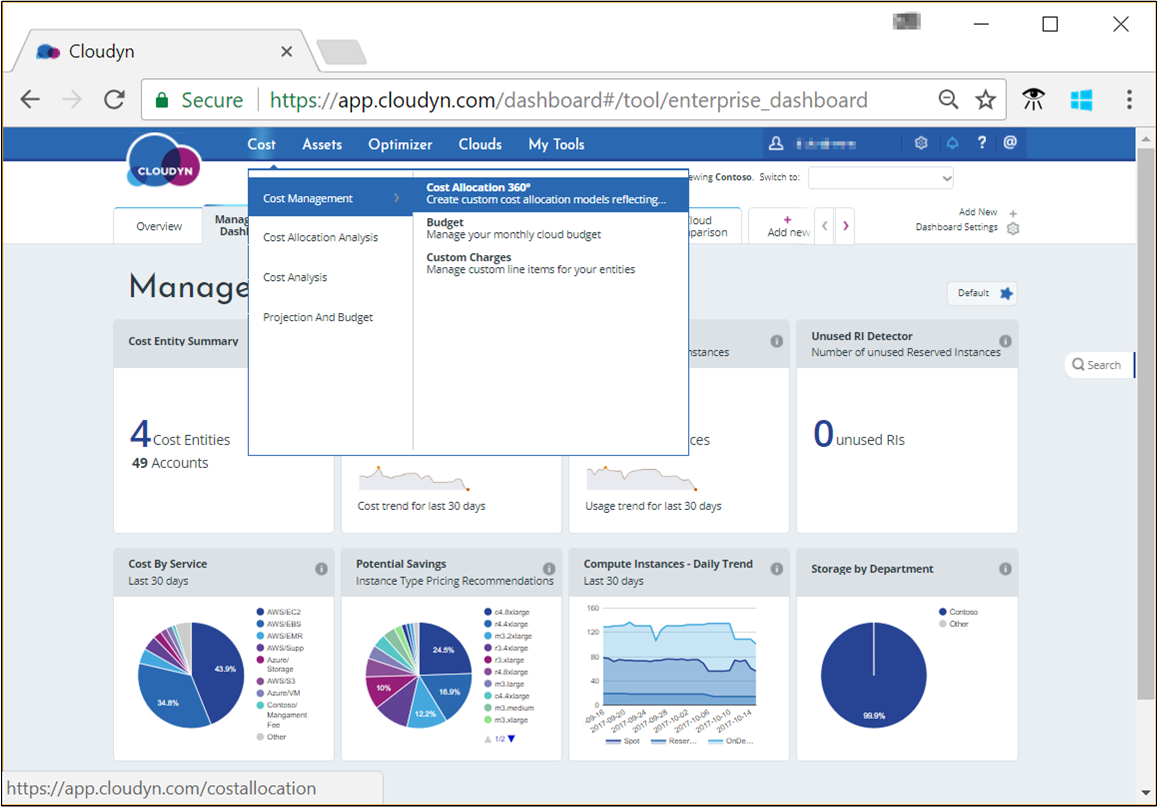 Cloudyn
Secure
https://app.cloudyn.com/dashboard#/tool/enterprise_dashboard
CLOUDYN
Cost
Assets
Optimizer
Clouds
My Tools
?
@
ewing Contoso. Switch to:
Overview
Manag
Dashl
Cost Management
Cost Allocation Analysis
Cost Analysis
Projection And Budget
Cost Allocation 360º
Create custom cost allocation models reflecting...
Budget
Manage your monthly cloud budget
Custom Charges
Manage custom line items for your entities
loud
parison
+
Add new
Add New +
Dashboard Settings
Manage
Default
Search
Cost Entity Summary
4 Cost Entities
49 Accounts
Cost trend for last 30 days
nstances
ces
Usage trend for last 30 days
Unused RI Detector
Number of unused Reserved Instances
0 unused RIs
Cost By Service
Last 30 days
43.9%
34.8%
AWS/EC2
AWS/EBS
AWS/EMR
AWS/Supp
Azure/
Storage
AWS/S3
Azure/VM
Contoso/
Mangament
Fee
Other
Potential Savings
Instance Type Pricing Recommendations
24.5%
16.9%
12.2%
10%
c4.8xlarge
r4.4xlarge
m3.2xlarge
r3.4xlarge
r3.xlarge
r4.8xlarge
m3.large
c4.4xlarge
m3.medium
m3.xlarge
1/2
Compute Instances - Daily Trend
Last 30 days
160
120
80
40
0
-09-16
2017-09-20
2017-09-24
2017-09-28
2017-10-02
2017-10-06
2017-10-10
2017-10-14
Spot
Reser...
OnDe...
Storage by Department
Contoso
Other
99.9%
https://app.cloudyn.com/costallocation